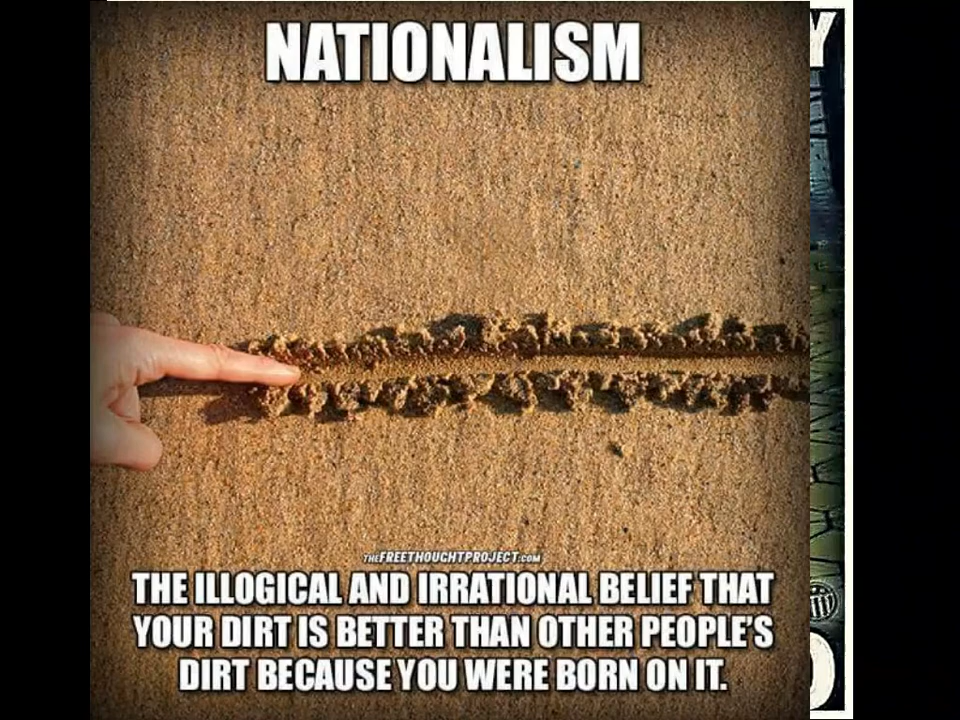 NATIONALISM
THEFREETHOUGHTPROJECT.COM
THE ILLOGICAL AND IRRATIONAL BELIEF THAT
YOUR DIRT IS BETTER THAN OTHER PEOPLE'S
DIRT BECAUSE YOU WERE BORN ON IT.